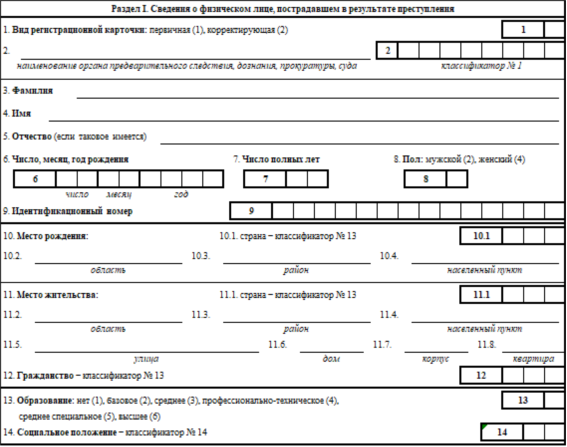 Раздел I. Сведения о физическом лице, пострадавшем в результате преступления
1. Вид регистрационной карточки: первичная (1), корректирующая (2) 1
2. 2
наименование органа предварительного следствия, дознания, прокуратуры, суда классификатор № 1
3. Фамилия
4. Имя
5. Отчество (если таковое имеется)
6. Число, месяц, год рождения 7. Число полных лет 8. Пол: мужской (2), женский (4)
6 7 8
число месяц год
9. Идентификационный номер 9
10. Место рождения: 10.1. страна – классификатор № 13 10.1
10.2. 10.3. 10.4.
область район населенный пункт
11. Место жительства: 11.1. страна – классификатор № 13 11.1
11.2. 11.3. 11.4.
область район населенный пункт
11.5. 11.6. 11.7. 11.8.
улица дом корпус квартира
12. Гражданство – классификатор № 13 12
13. Образование: нет (1), базовое (2), среднее (3), профессионально-техническое (4), 13
среднее специальное (5), высшее (6)
14. Социальное положение – классификатор № 14 14